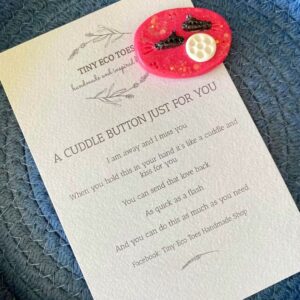 TINY ECO TOES
handmade and inspired
A CUDDLE BUTTON JUST FOR YOU
I am away and I miss you
When you hold this in your hand it's like a cuddle and
kiss for you
You can send that love back
As quick as a flash
And you can do this as much as you need
Facebook: Tiny Eco Toes Handmade Shop